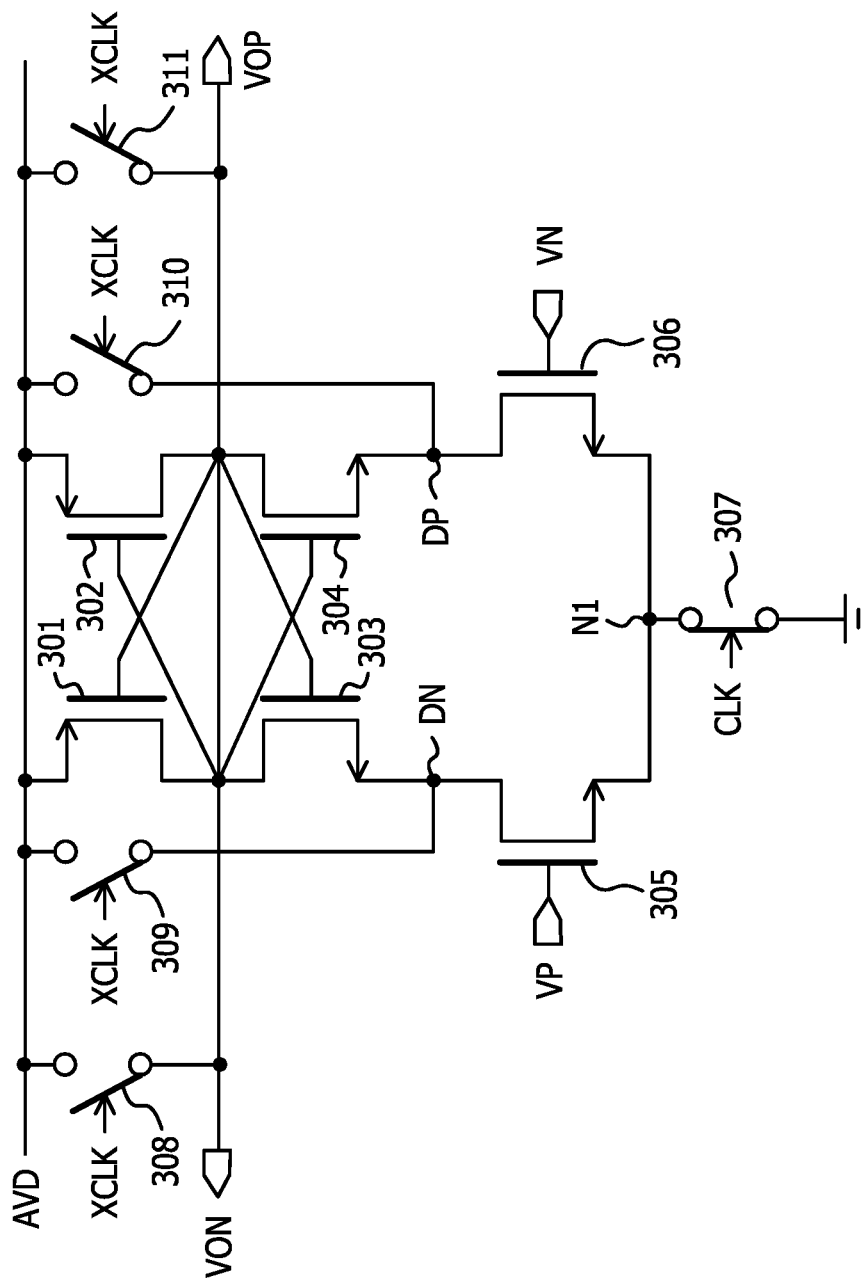 AVD
XCLK
308
XCLK
309
301
302
XCLK
310
XCLK
311
VON
VOP
303
304
DN
DP
VP
305
VN
306
N1
CLK
307